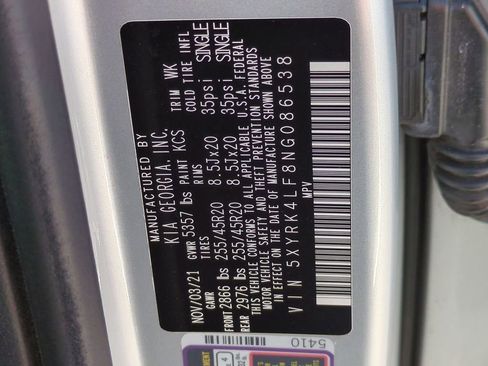 MANUFACTURED BY
KIA GEORGIA, INC.
NOV/03/21 GVWR 5357 lbs PAINT KCS TRIM WK
GAWR TIRES RIMS COLD TIRE INFL
FRONT 2866 lbs 255/45R20 8.5Jx20 35psi SINGLE
REAR 2976 lbs 255/45R20 8.5Jx20 35psi SINGLE
THIS VEHICLE CONFORMS TO ALL APPLICABLE U.S.A. FEDERAL
MOTOR VEHICLE SAFETY, BUMPER, AND THEFT PREVENTION STANDARDS
IN EFFECT ON THE DATE OF MANUFACTURE SHOWN ABOVE
MPV
VIN 5XYRK4LF8NG086538
5410